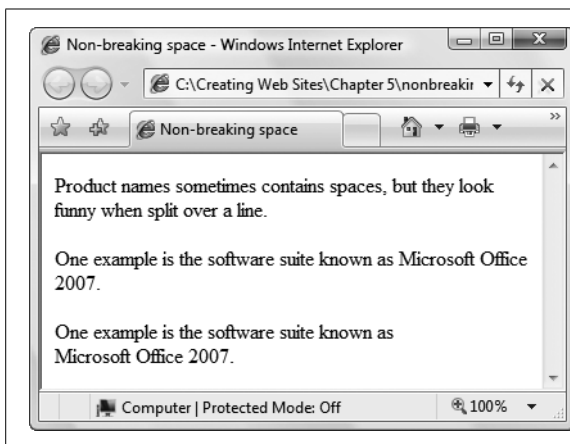 Non-breaking space - Windows Internet Explorer
C:\Creating Web Sites\Chapter 5\nonbreakir
Non-breaking space
Product names sometimes contains spaces, but they look
funny when split over a line.
One example is the software suite known as Microsoft Office
2007.
One example is the software suite known as
Microsoft Office 2007.
Computer | Protected Mode: Off
100%